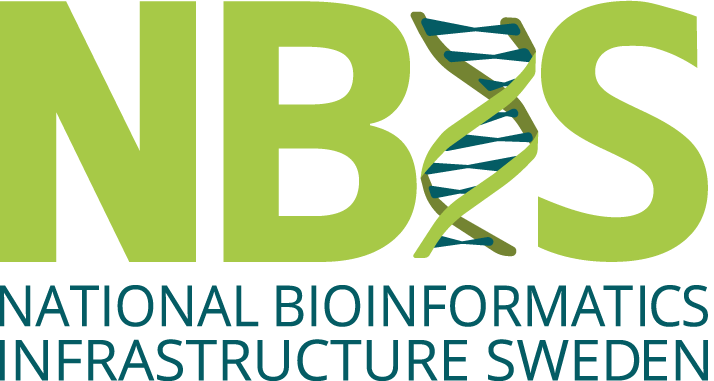 NBIS
NATIONAL BIOINFORMATICS
INFRASTRUCTURE SWEDEN